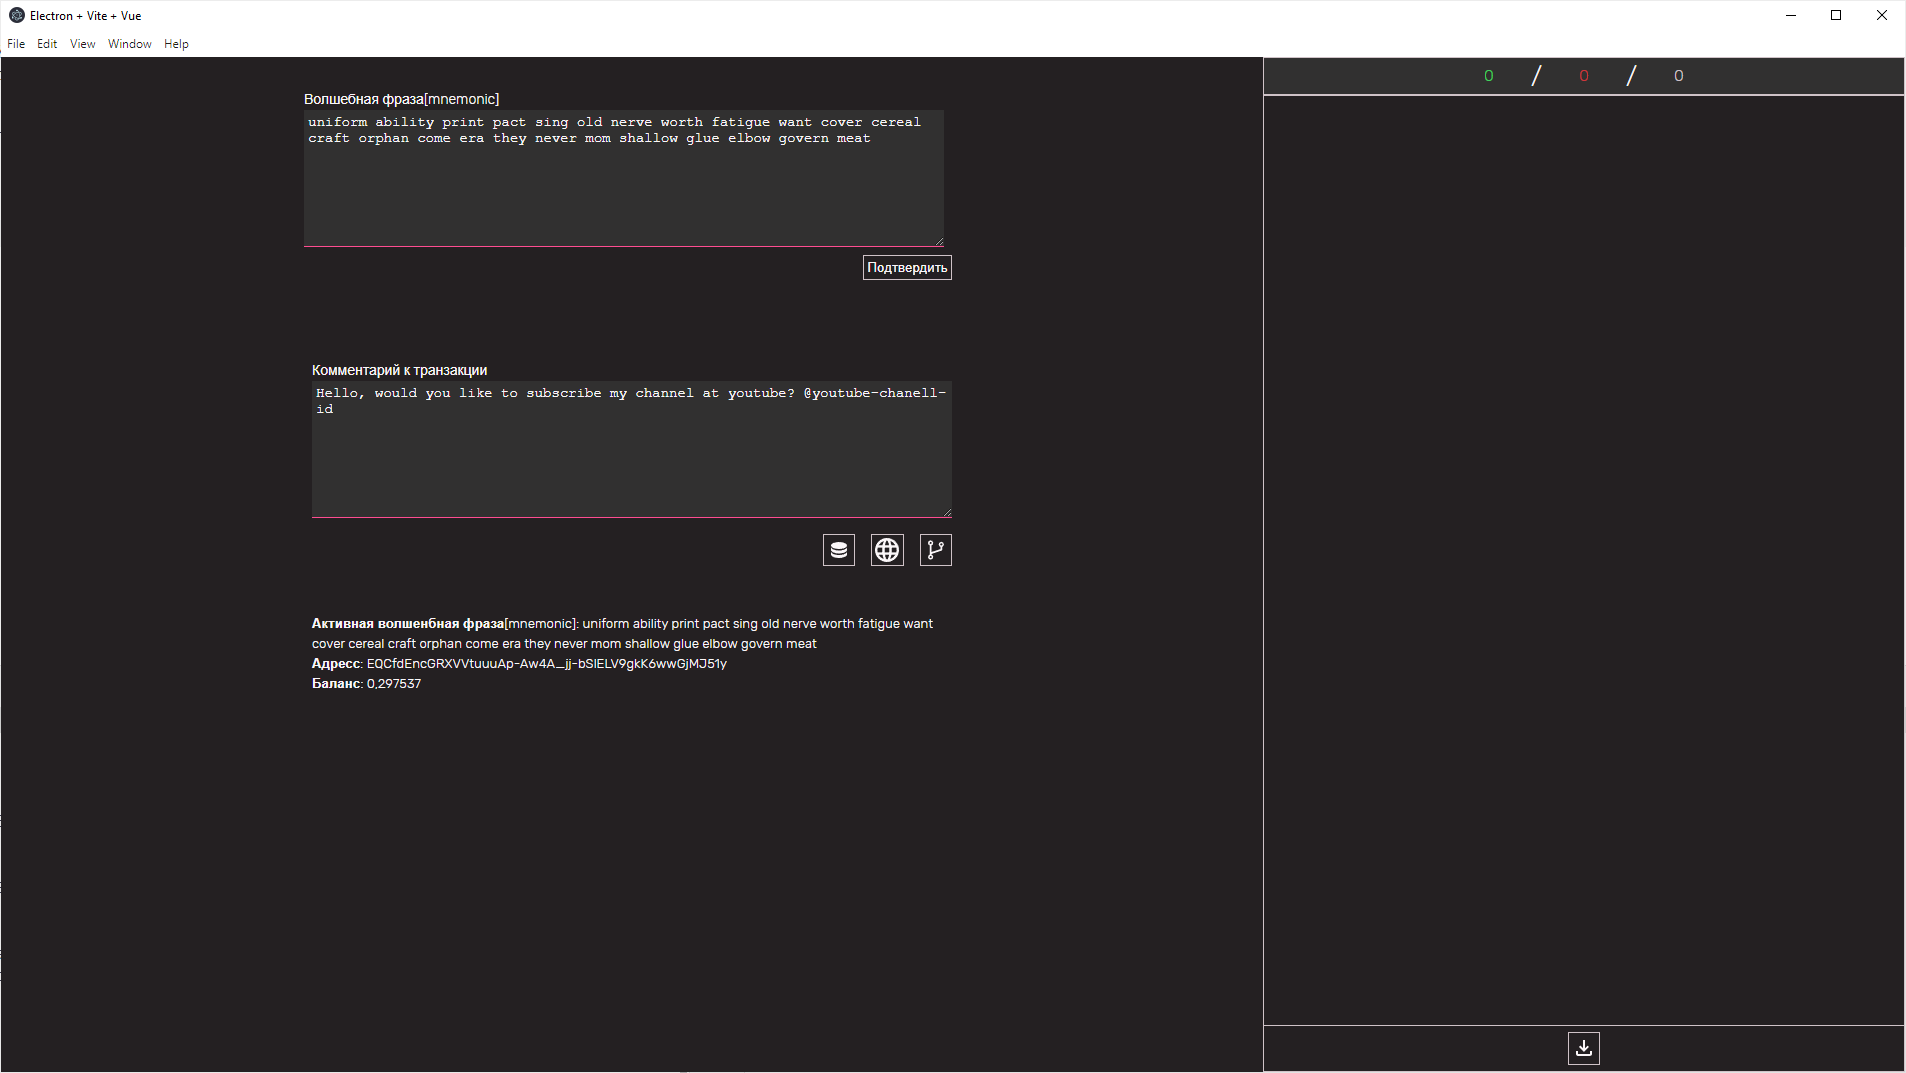 Electron + Vite + Vue
File Edit View Window Help
0 / 0 / 0
Волшебная фраза[mnemonic]
uniform ability print pact sing old nerve worth fatigue want cover cereal
craft orphan come era they never mom shallow glue elbow govern meat
Подтвердить
Комментарий к транзакции
Hello, would you like to subscribe my channel at youtube? @youtube-chanell-
id
Активная волшенбная фраза[mnemonic]: uniform ability print pact sing old nerve worth fatigue want
cover cereal craft orphan come era they never mom shallow glue elbow govern meat
Адресс: EQCfdEncGRXVVtuuuAp-Aw4A_jj-bSIELV9gkK6wwGjMJ51y
Баланс: 0,297537